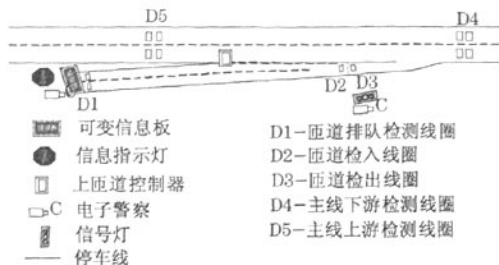 D5
D4
D1
D2
D3
C
可变信息板
信息指示灯
上匝道控制器
C 电子警察
信号灯
停车线
D1-匝道排队检测线圈
D2-匝道检入线圈
D3-匝道检出线圈
D4-主线下游检测线圈
D5-主线上游检测线圈